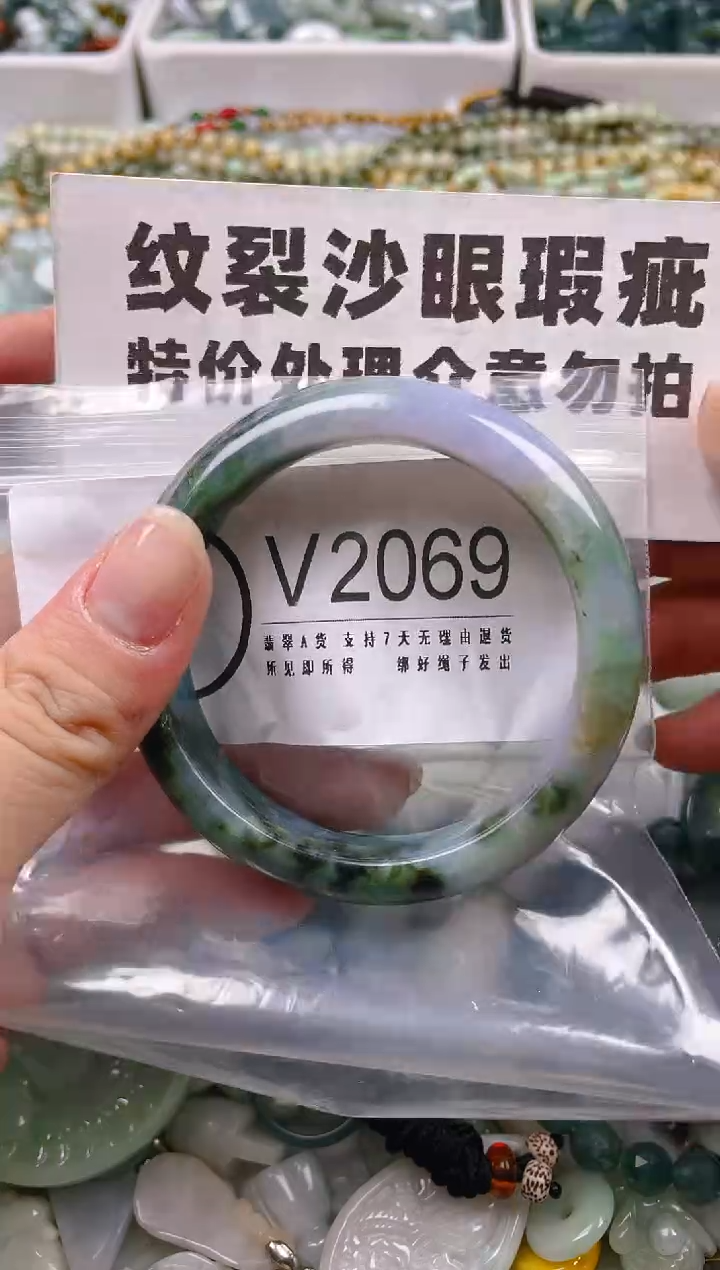 纹裂沙眼瑕疵
特价处理介意勿拍
V2069
翡翠A货 支持7天无理由退货
所见即所得 绑好绳子发出